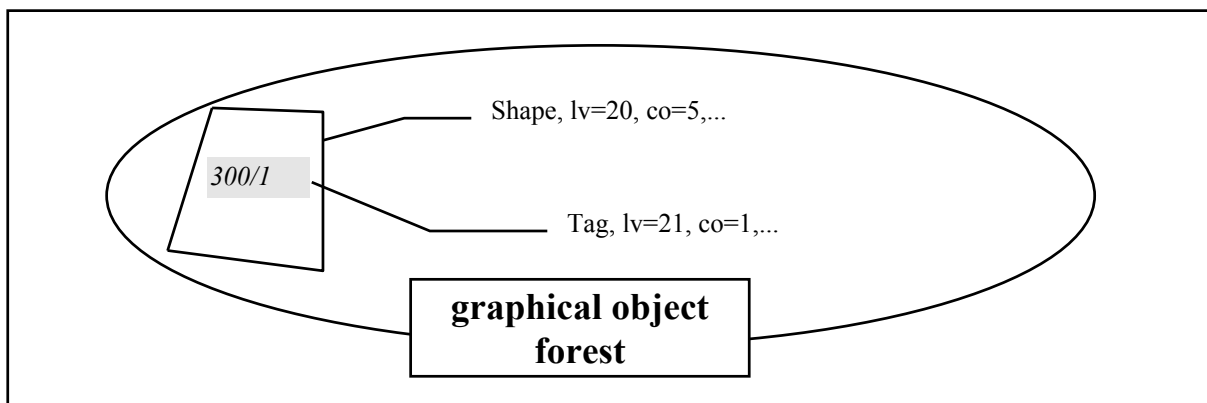 Shape, lv=20, co=5,...
300/1
Tag, lv=21, co=1,...
graphical object
forest